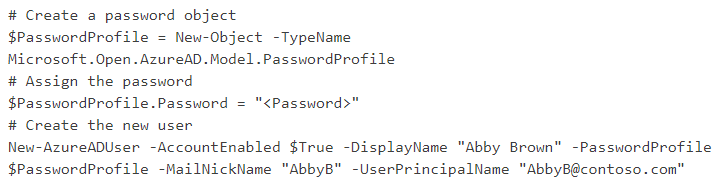 # Create a password object
$PasswordProfile = New-Object -TypeName
Microsoft.Open.AzureAD.Model.PasswordProfile
# Assign the password
$PasswordProfile.Password = "<Password>"
# Create the new user
New-AzureADUser -AccountEnabled $True -DisplayName "Abby Brown" -PasswordProfile
$PasswordProfile -MailNickName "AbbyB" -UserPrincipalName "AbbyB@contoso.com"